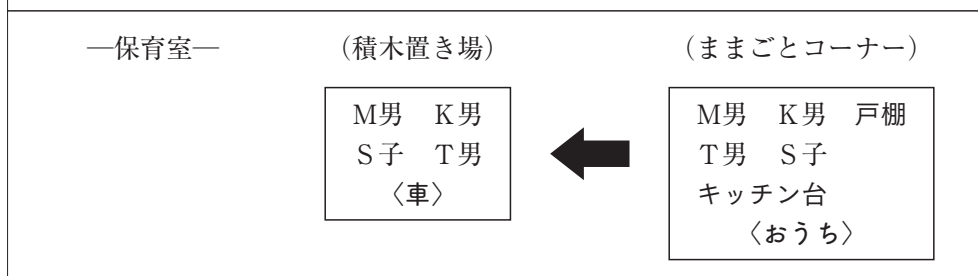 ―保育室― （積木置き場） （ままごとコーナー）
M男 K男
S子 T男
〈車〉
M男 K男 戸棚
T男 S子
キッチン台
〈おうち〉